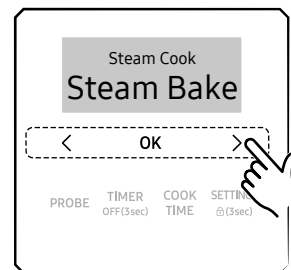 Steam Cook
Steam Bake
< OK >
PROBE TIMER COOK SETTING
OFF(3sec) TIME (3sec)